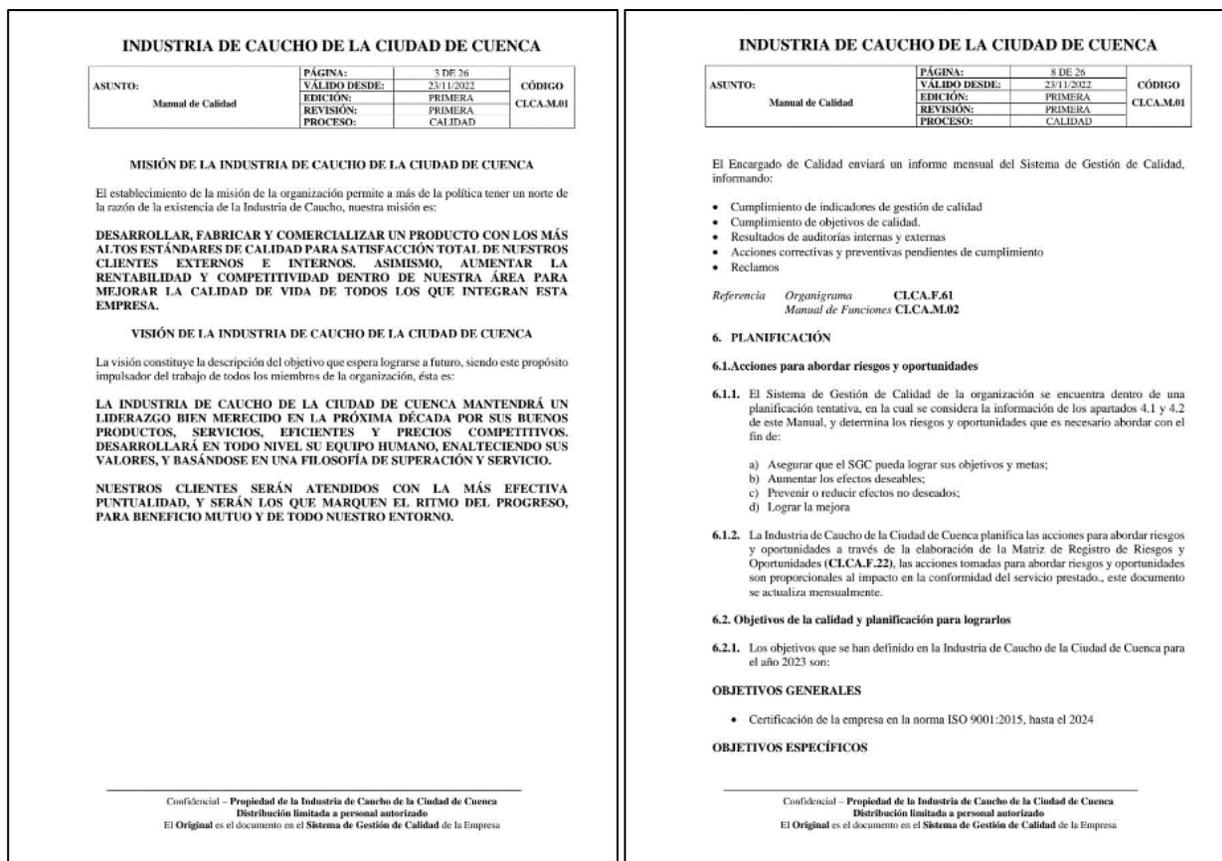 INDUSTRIA DE CAUCHO DE LA CIUDAD DE CUENCA
ASUNTO:
Manual de Calidad
PÁGINA: 3 DE 26
VÁLIDO DESDE: 23/11/2022
EDICIÓN: PRIMERA
REVISIÓN: PRIMERA
PROCESO: CALIDAD
CÓDIGO
CI.CA.M.01
MISIÓN DE LA INDUSTRIA DE CAUCHO DE LA CIUDAD DE CUENCA
El establecimiento de la misión de la organización permite a más de la política tener un norte de
la razón de la existencia de la Industria de Caucho, nuestra misión es:
DESARROLLAR, FABRICAR Y COMERCIALIZAR UN PRODUCTO CON LOS MÁS
ALTOS ESTÁNDARES DE CALIDAD PARA SATISFACCIÓN TOTAL DE NUESTROS
CLIENTES EXTERNOS E INTERNOS. ASIMISMO, AUMENTAR LA
RENTABILIDAD Y COMPETITIVIDAD DENTRO DE NUESTRA ÁREA PARA
MEJORAR LA CALIDAD DE VIDA DE TODOS LOS QUE INTEGRAN ESTA
EMPRESA.
VISIÓN DE LA INDUSTRIA DE CAUCHO DE LA CIUDAD DE CUENCA
La visión constituye la descripción del objetivo que espera lograrse a futuro, siendo este propósito
impulsador del trabajo de todos los miembros de la organización, ésta es:
LA INDUSTRIA DE CAUCHO DE LA CIUDAD DE CUENCA MANTENDRÁ UN
LIDERAZGO BIEN MERECIDO EN LA PRÓXIMA DÉCADA POR SUS BUENOS
PRODUCTOS, SERVICIOS, EFICIENTES Y PRECIOS COMPETITIVOS.
DESARROLLARÁ EN TODO NIVEL SU EQUIPO HUMANO, ENALTECIENDO SUS
VALORES, Y BASÁNDOSE EN UNA FILOSOFÍA DE SUPERACIÓN Y SERVICIO.
NUESTROS CLIENTES SERÁN ATENDIDOS CON LA MÁS EFECTIVA
PUNTUALIDAD, Y SERÁN LOS QUE MARQUEN EL RITMO DEL PROGRESO,
PARA BENEFICIO MUTUO Y DE TODO NUESTRO ENTORNO.
Confidencial – Propiedad de la Industria de Caucho de la Ciudad de Cuenca
Distribución limitada a personal autorizado
El Original es el documento en el Sistema de Gestión de Calidad de la Empresa
INDUSTRIA DE CAUCHO DE LA CIUDAD DE CUENCA
ASUNTO:
Manual de Calidad
PÁGINA: 8 DE 26
VÁLIDO DESDE: 23/11/2022
EDICIÓN: PRIMERA
REVISIÓN: PRIMERA
PROCESO: CALIDAD
CÓDIGO
CI.CA.M.01
El Encargado de Calidad enviará un informe mensual del Sistema de Gestión de Calidad,
informando:
• Cumplimiento de indicadores de gestión de calidad
• Cumplimiento de objetivos de calidad.
• Resultados de auditorías internas y externas
• Acciones correctivas y preventivas pendientes de cumplimiento
• Reclamos
Referencia Organigrama CI.CA.F.61
Manual de Funciones CI.CA.M.02
6. PLANIFICACIÓN
6.1.Acciones para abordar riesgos y oportunidades
6.1.1. El Sistema de Gestión de Calidad de la organización se encuentra dentro de una
planificación tentativa, en la cual se considera la información de los apartados 4.1 y 4.2
de este Manual, y determina los riesgos y oportunidades que es necesario abordar con el
fin de:
a) Asegurar que el SGC pueda lograr sus objetivos y metas;
b) Aumentar los efectos deseables;
c) Prevenir o reducir efectos no deseados;
d) Lograr la mejora
6.1.2. La Industria de Caucho de la Ciudad de Cuenca planifica las acciones para abordar riesgos
y oportunidades a través de la elaboración de la Matriz de Registro de Riesgos y
Oportunidades (CI.CA.F.22), las acciones tomadas para abordar riesgos y oportunidades
son proporcionales al impacto en la conformidad del servicio prestado., este documento
se actualiza mensualmente.
6.2. Objetivos de la calidad y planificación para lograrlos
6.2.1. Los objetivos que se han definido en la Industria de Caucho de la Ciudad de Cuenca para
el año 2023 son:
OBJETIVOS GENERALES
• Certificación de la empresa en la norma ISO 9001:2015, hasta el 2024
OBJETIVOS ESPECÍFICOS
Confidencial – Propiedad de la Industria de Caucho de la Ciudad de Cuenca
Distribución limitada a personal autorizado
El Original es el documento en el Sistema de Gestión de Calidad de la Empresa